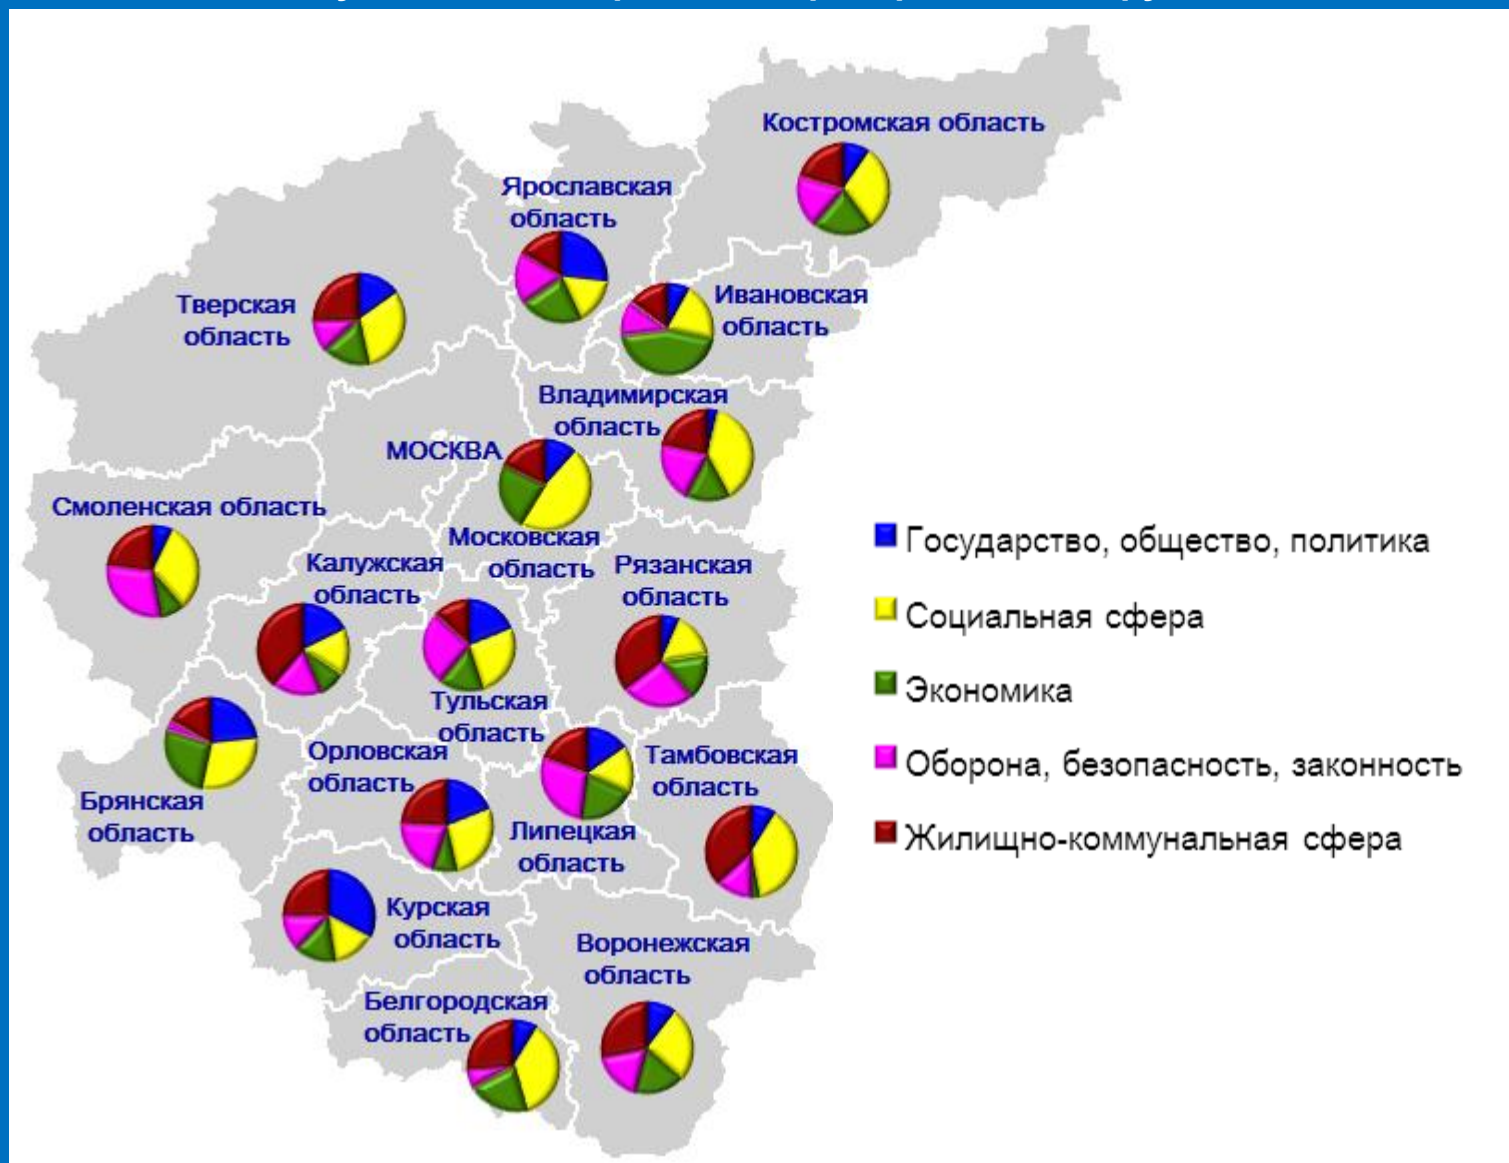 Костромская область
Ярославская
область
Тверская
область
Ивановская
область
Владимирская
область
МОСКВА
Смоленская область
Московская
область
Калужская
область
Рязанская
область
Тульская
область
Орловская
область
Тамбовская
область
Брянская
область
Липецкая
область
Курская
область
Воронежская
область
Белгородская
область
Государство, общество, политика
Социальная сфера
Экономика
Оборона, безопасность, законность
Жилищно-коммунальная сфера